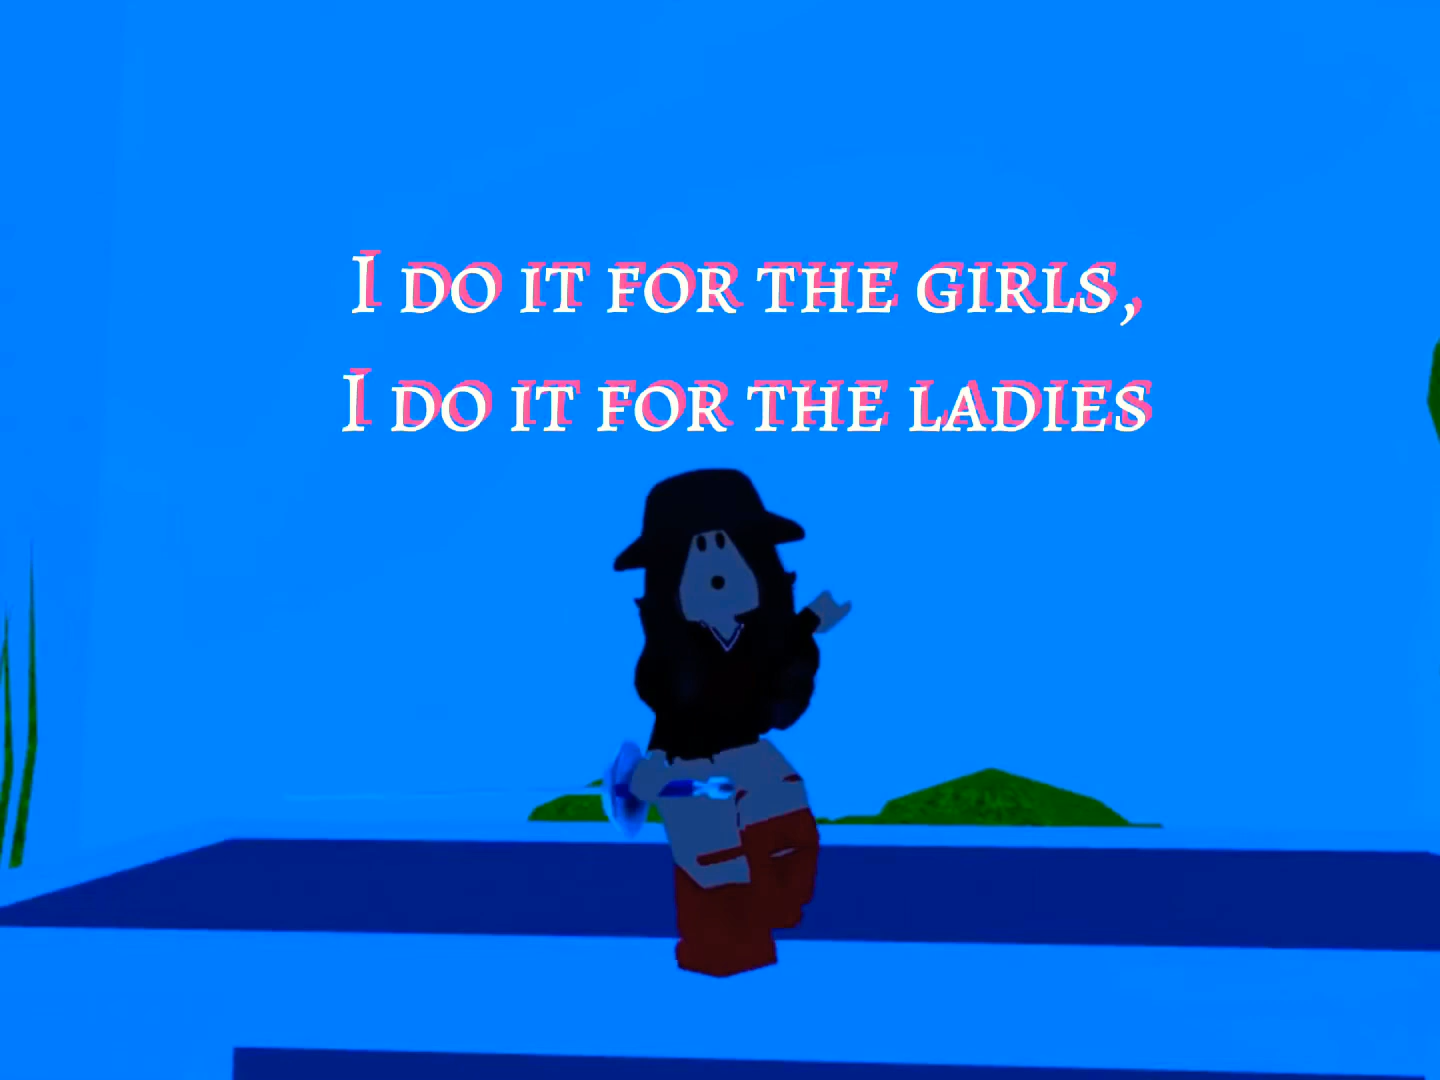 I do it for the girls,
I do it for the ladies